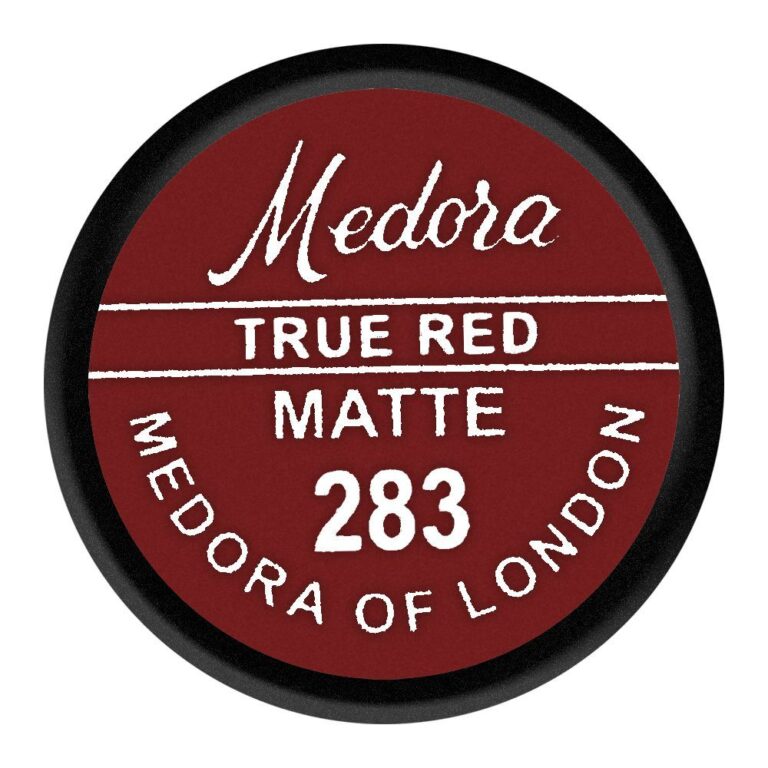 Medora
TRUE RED
MATTE
283
MEDORA OF LONDON